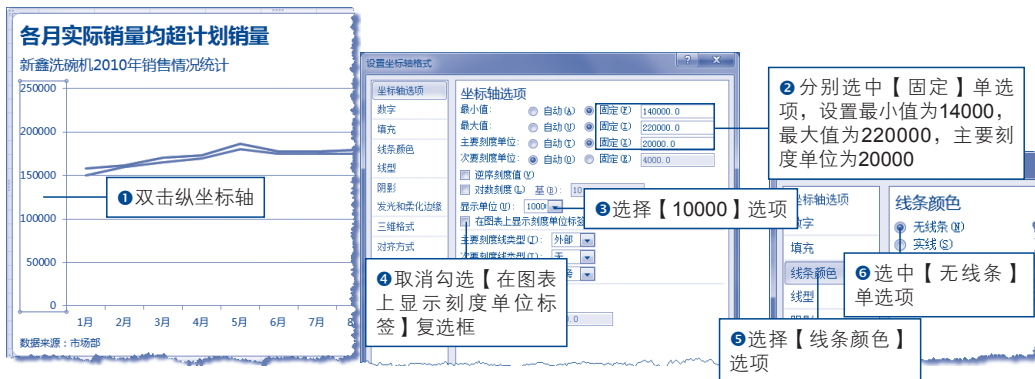 各月实际销量均超计划销量
新鑫洗碗机2010年销售情况统计
250000
200000
150000
100000
50000
0
1月 2月 3月 4月 5月 6月 7月
数据来源：市场部
❶双击纵坐标轴
设置坐标轴格式
坐标轴选项
数字
填充
线条颜色
线型
阴影
发光和柔化边缘
三维格式
对齐方式
坐标轴选项
最小值： 自动(A) 固定(F) 140000.0
最大值： 自动(U) 固定(I) 220000.0
主要刻度单位： 自动(T) 固定(X) 20000.0
次要刻度单位： 自动(O) 固定(E) 4000.0
逆序刻度值(V)
对数刻度(L) 基(B)： 10
显示单位(U)： 10000
在图表上显示刻度单位标签
主要刻度线类型(J)： 外部
次要刻度线类型(I)： 无
❷分别选中【固定】单选
项，设置最小值为14000，
最大值为220000，主要刻
度单位为20000
❸选择【10000】选项
❹取消勾选【在图表
上显示刻度单位标
签】复选框
坐标轴选项
数字
填充
线条颜色
线型
线条颜色
无线条(N)
实线(S)
❺选择【线条颜色】
选项
❻选中【无线条】
单选项